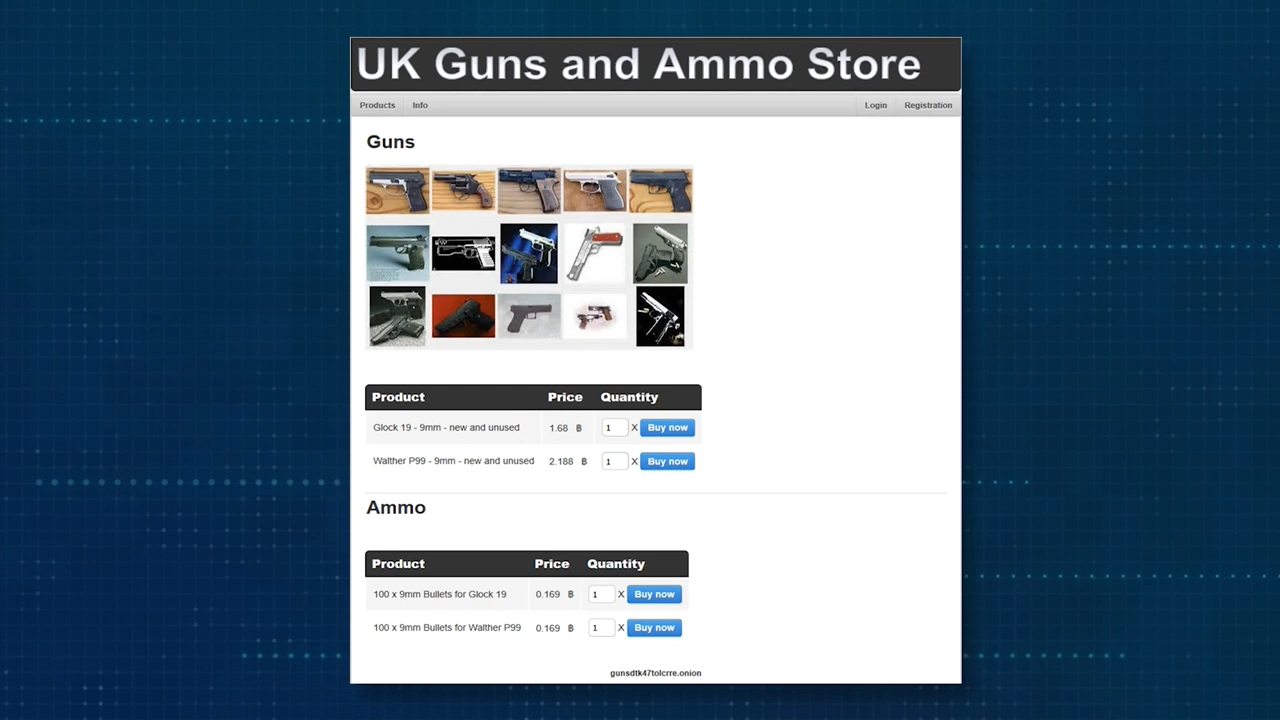 UK Guns and Ammo Store
Products Info Login Registration
Guns
Product Price Quantity
Glock 19 - 9mm - new and unused 1.68 ฿ 1 X Buy now
Walther P99 - 9mm - new and unused 2.188 ฿ 1 X Buy now
Ammo
Product Price Quantity
100 x 9mm Bullets for Glock 19 0.169 ฿ 1 X Buy now
100 x 9mm Bullets for Walther P99 0.169 ฿ 1 X Buy now
gunsdtk47tolcrre.onion